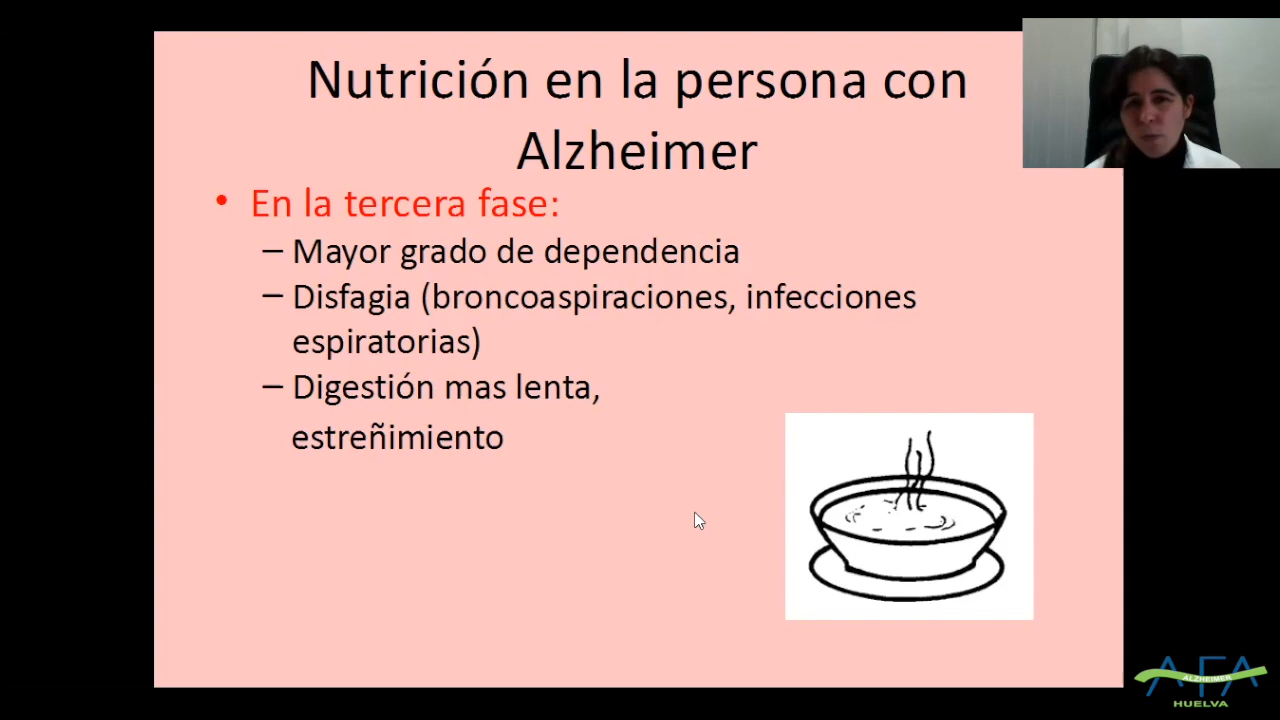 Nutrición en la persona con
Alzheimer
• En la tercera fase:
– Mayor grado de dependencia
– Disfagia (broncoaspiraciones, infecciones
espiratorias)
– Digestión mas lenta,
estreñimiento
AFA
ALZHEIMER
HUELVA